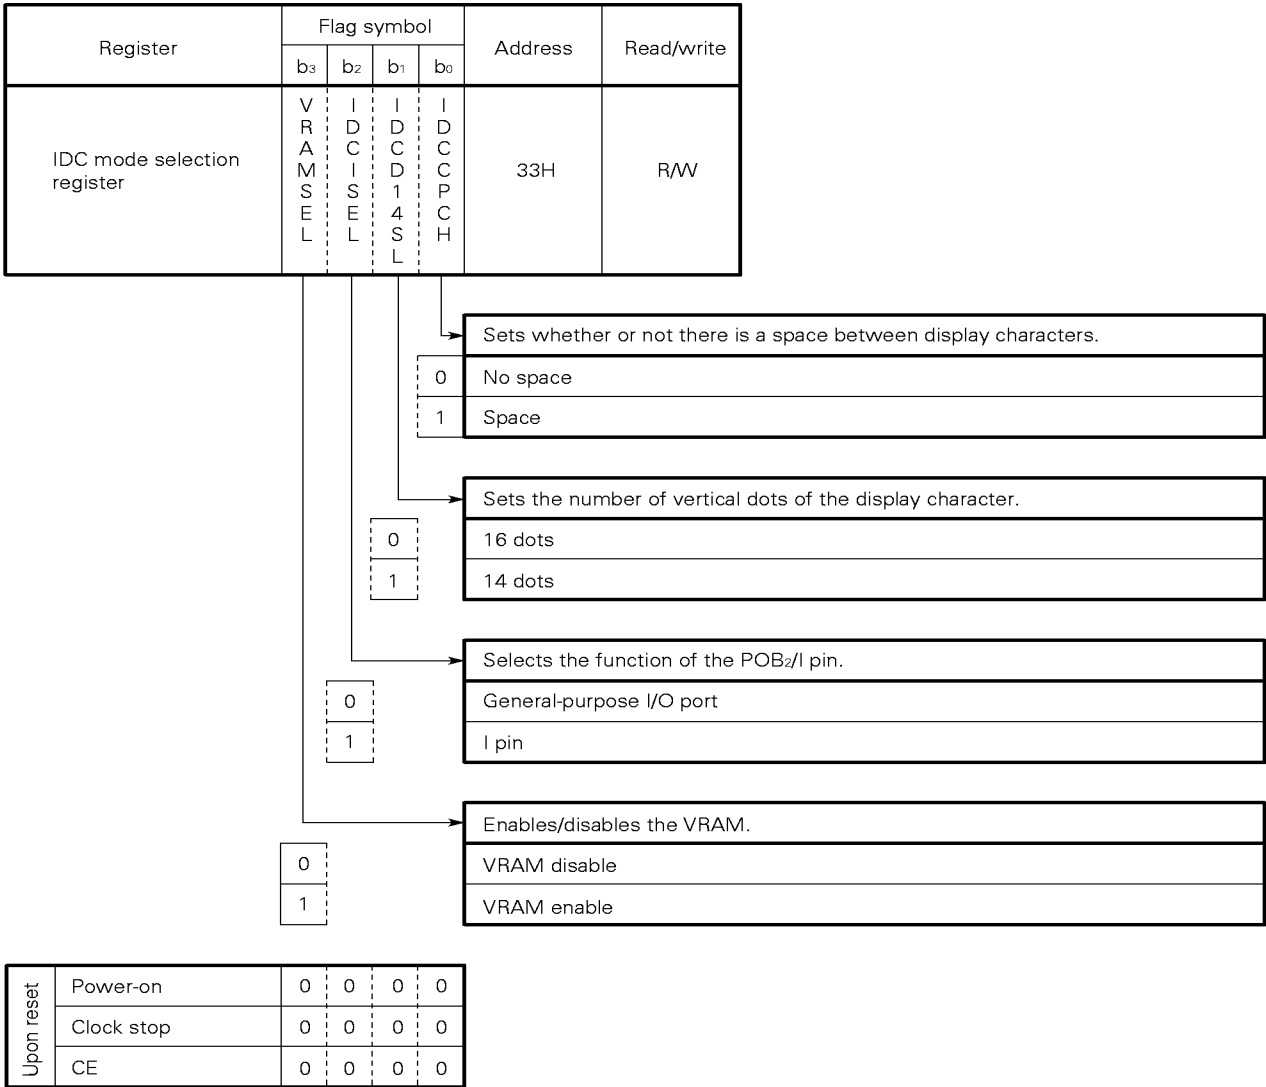 Register
Flag symbol
Address
Read/write
b3 b2 b1 b0
IDC mode selection
register
VRAMSEL
IDCISEL
IDCD14SL
IDCCPCH
33H
R/W
Sets whether or not there is a space between display characters.
0 No space
1 Space
Sets the number of vertical dots of the display character.
0 16 dots
1 14 dots
Selects the function of the POB2/I pin.
0 General-purpose I/O port
1 I pin
Enables/disables the VRAM.
0 VRAM disable
1 VRAM enable
Upon reset
Power-on 0 0 0 0
Clock stop 0 0 0 0
CE 0 0 0 0